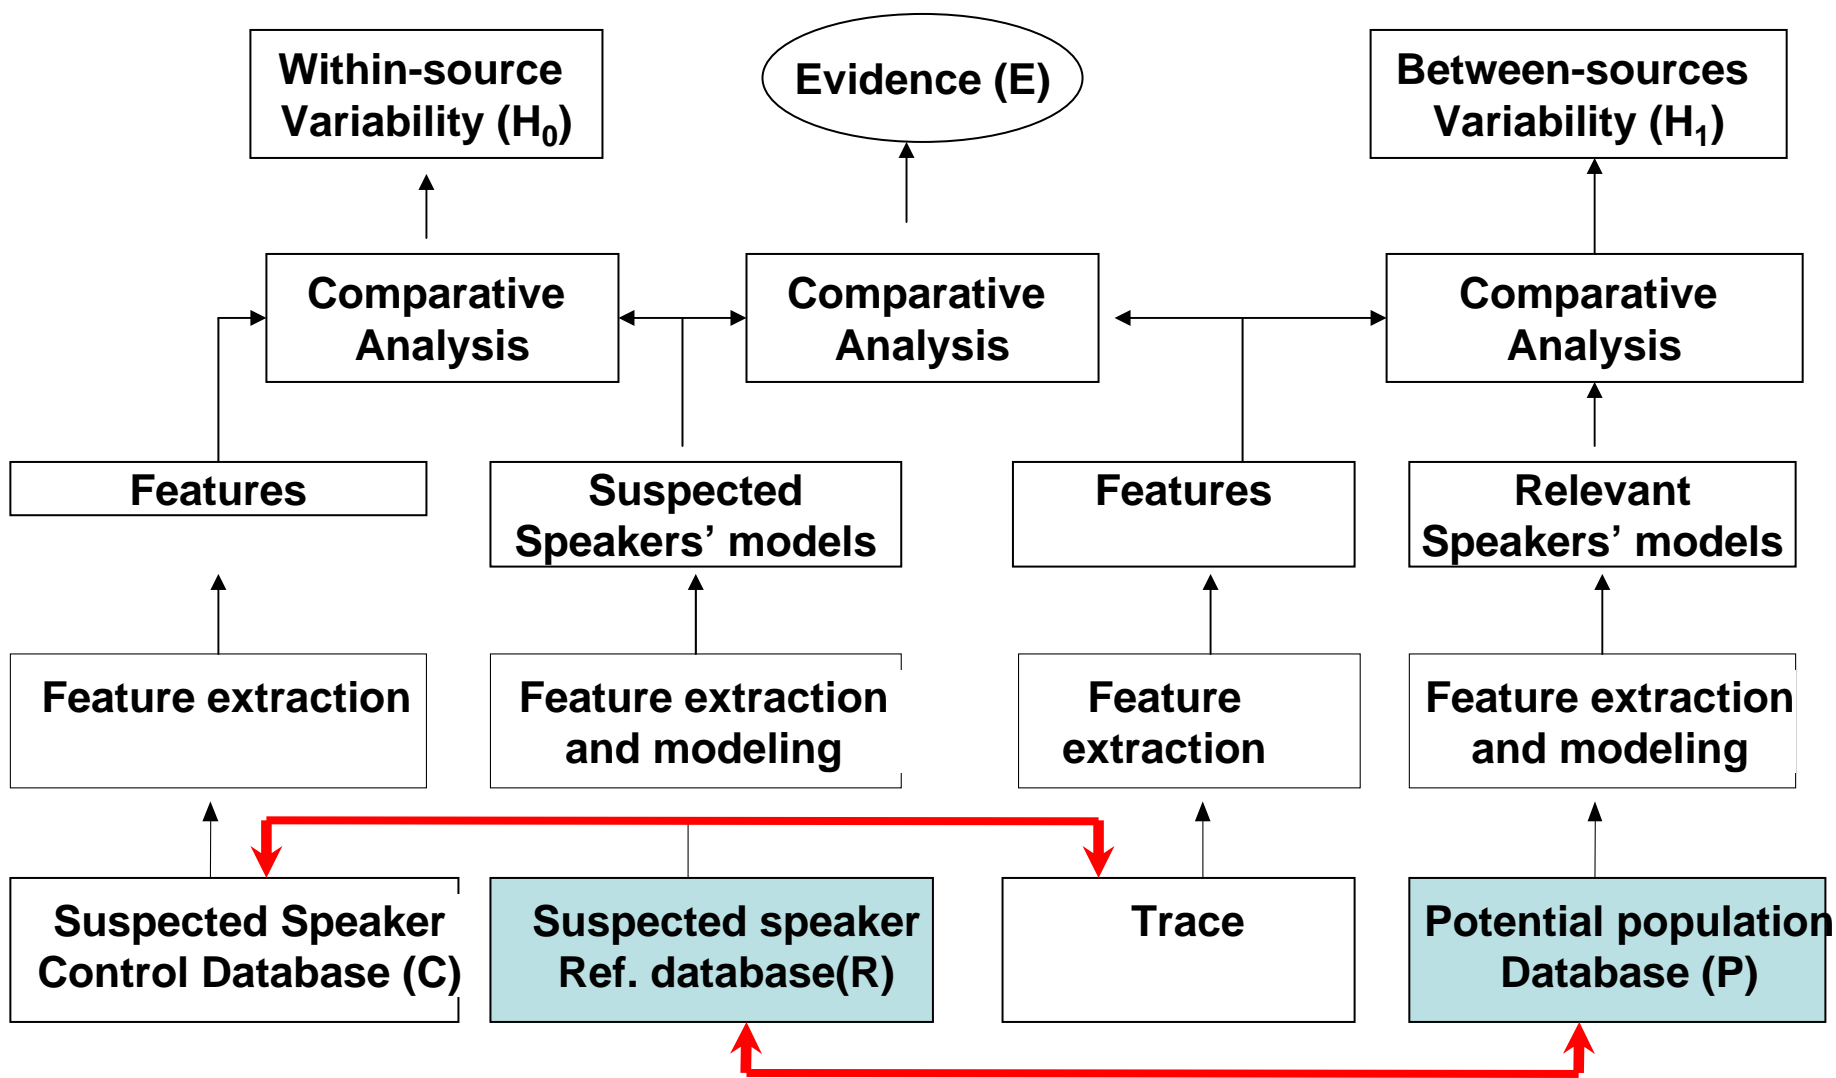 Within-source
Variability (H0)
Evidence (E)
Between-sources
Variability (H1)
Comparative
Analysis
Comparative
Analysis
Comparative
Analysis
Features
Suspected
Speakers’ models
Features
Relevant
Speakers’ models
Feature extraction
Feature extraction
and modeling
Feature
extraction
Feature extraction
and modeling
Suspected Speaker
Control Database (C)
Suspected speaker
Ref. database(R)
Trace
Potential population
Database (P)